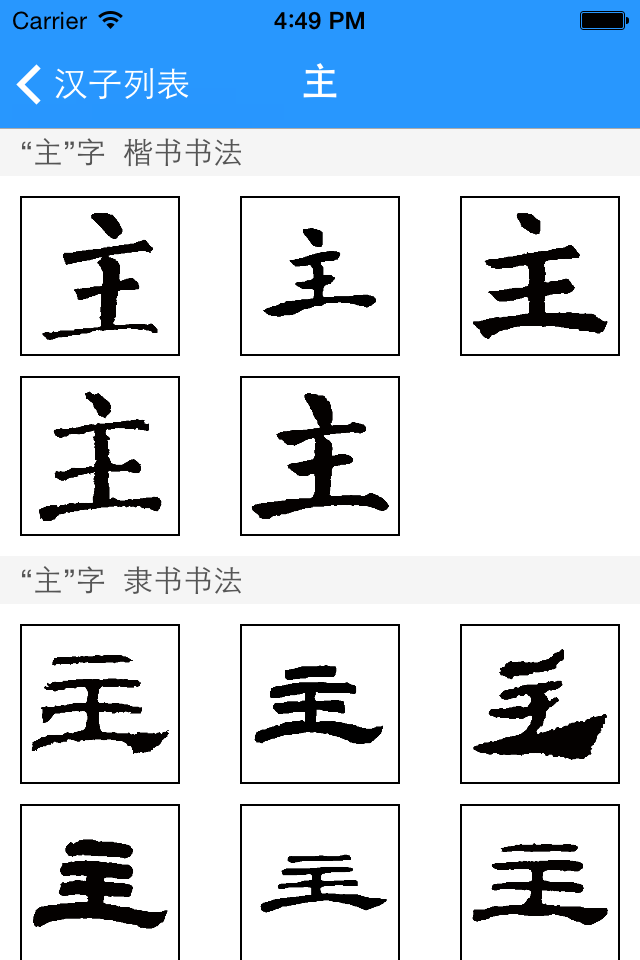 Carrier 4:49 PM
汉子列表 主
“主”字 楷书书法
主 主 主
主 主
“主”字 隶书书法
主 主 主
主 主 主